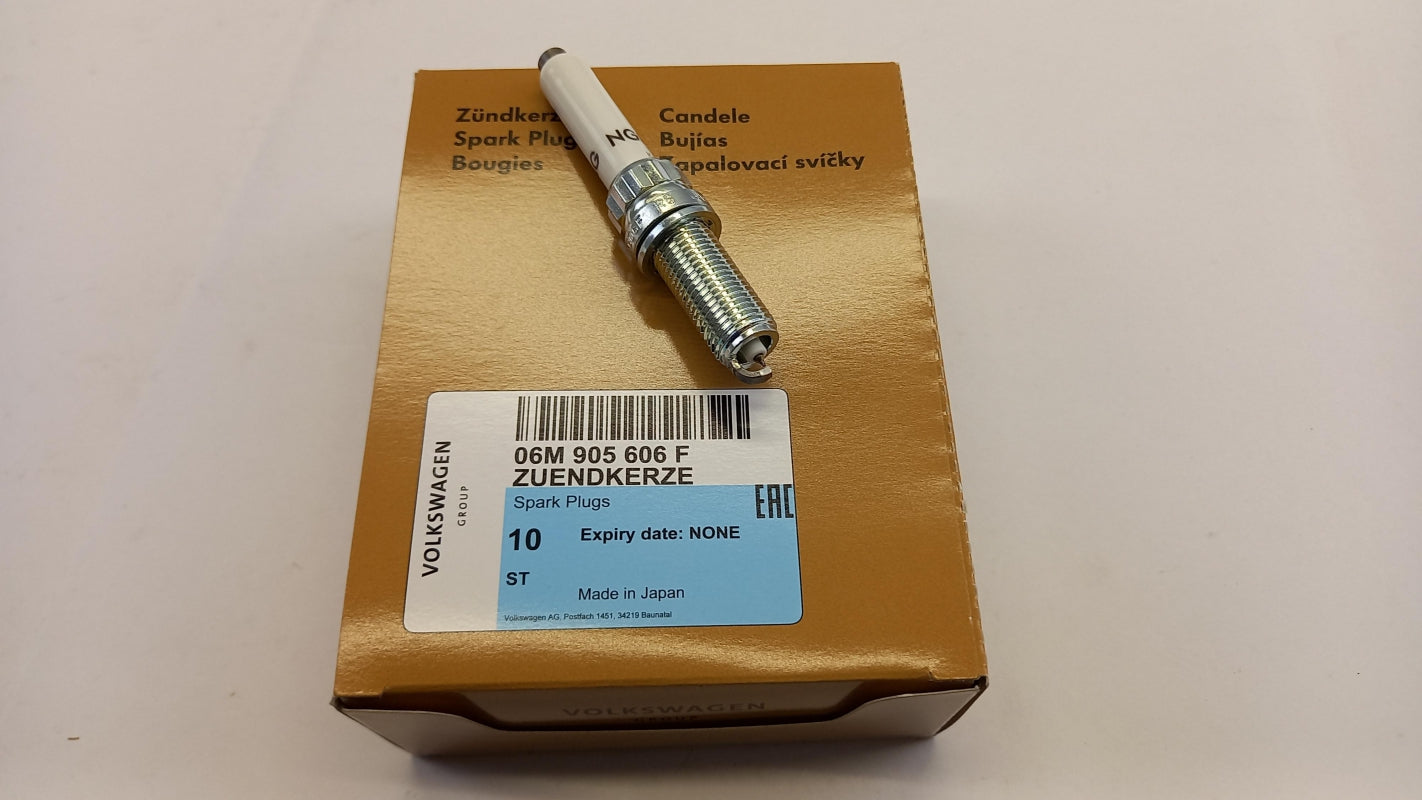 Zündkerz
Spark Plug
Bougies
Candele
Bujías
Zapalovací svíčky
NG
G
VOLKSWAGEN
GROUP
06M 905 606 F
ZUENDKERZE
Spark Plugs
EAC
10
Expiry date: NONE
ST
Made in Japan
Volkswagen AG, Postfach 1451, 34219 Baunatal
VOLKSWAGEN
GROUP